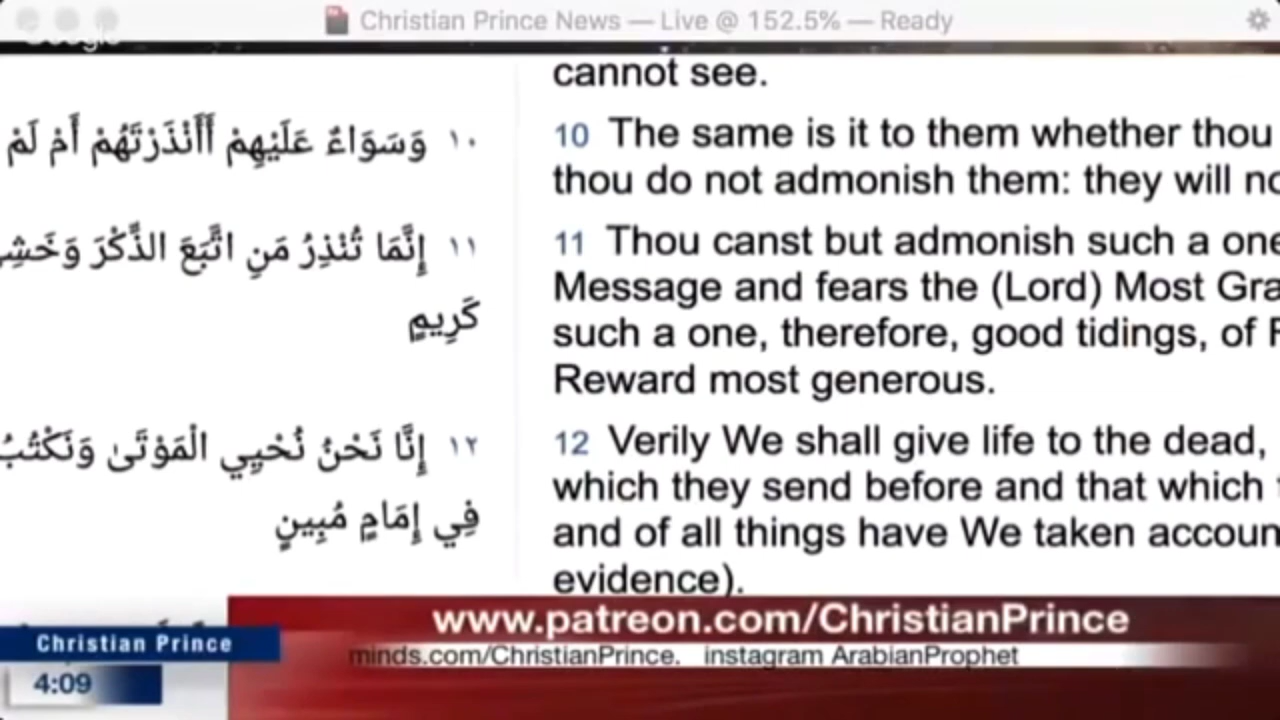 Christian Prince News — Live @ 152.5% — Ready
Google
cannot see.
١٠ وَسَوَاءٌ عَلَيْهِمْ أَأَنْذَرْتَهُمْ أَمْ لَمْ
10 The same is it to them whether thou
thou do not admonish them: they will no
١١ إِنَّمَا تُنْذِرُ مَنِ اتَّبَعَ الذِّكْرَ وَخَشِيَ
كَرِيمٍ
11 Thou canst but admonish such a one
Message and fears the (Lord) Most Gra
such a one, therefore, good tidings, of F
Reward most generous.
١٢ إِنَّا نَحْنُ نُحْيِي الْمَوْتَىٰ وَنَكْتُبُ
فِي إِمَامٍ مُبِينٍ
12 Verily We shall give life to the dead,
which they send before and that which t
and of all things have We taken accoun
evidence).
www.patreon.com/ChristianPrince
Christian Prince
minds.com/ChristianPrince. instagram ArabianProphet
4:09